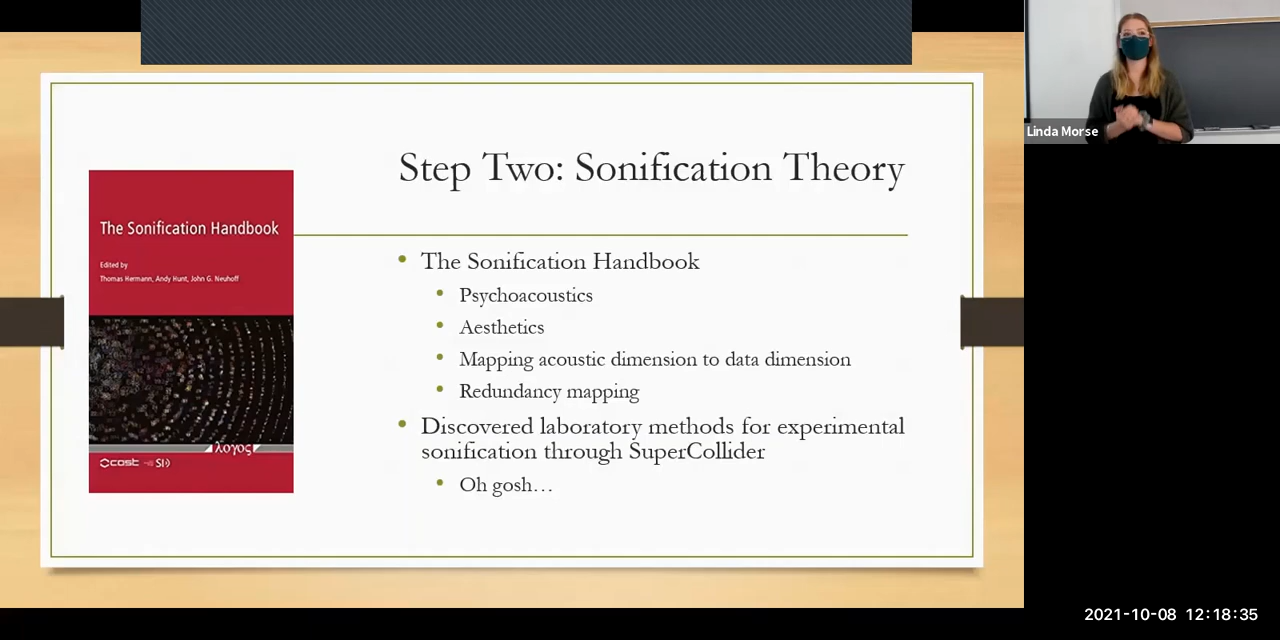 Step Two: Sonification Theory
The Sonification Handbook
Edited by
Thomas Hermann, Andy Hunt, John G. Neuhoff
λογος
cost SID
• The Sonification Handbook
• Psychoacoustics
• Aesthetics
• Mapping acoustic dimension to data dimension
• Redundancy mapping
• Discovered laboratory methods for experimental
sonification through SuperCollider
• Oh gosh…
Linda Morse
2021-10-08 12:18:35